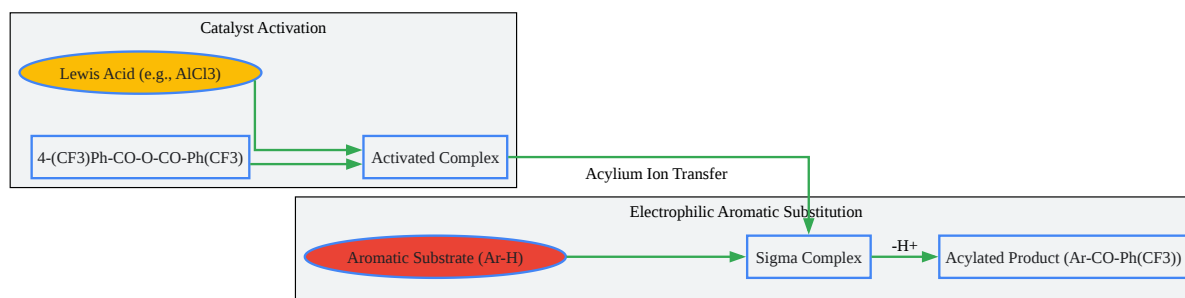 Catalyst Activation
Lewis Acid (e.g., AlCl3)
4-(CF3)Ph-CO-O-CO-Ph(CF3)
Activated Complex
Acylium Ion Transfer
Electrophilic Aromatic Substitution
Aromatic Substrate (Ar-H)
Sigma Complex
-H+
Acylated Product (Ar-CO-Ph(CF3))